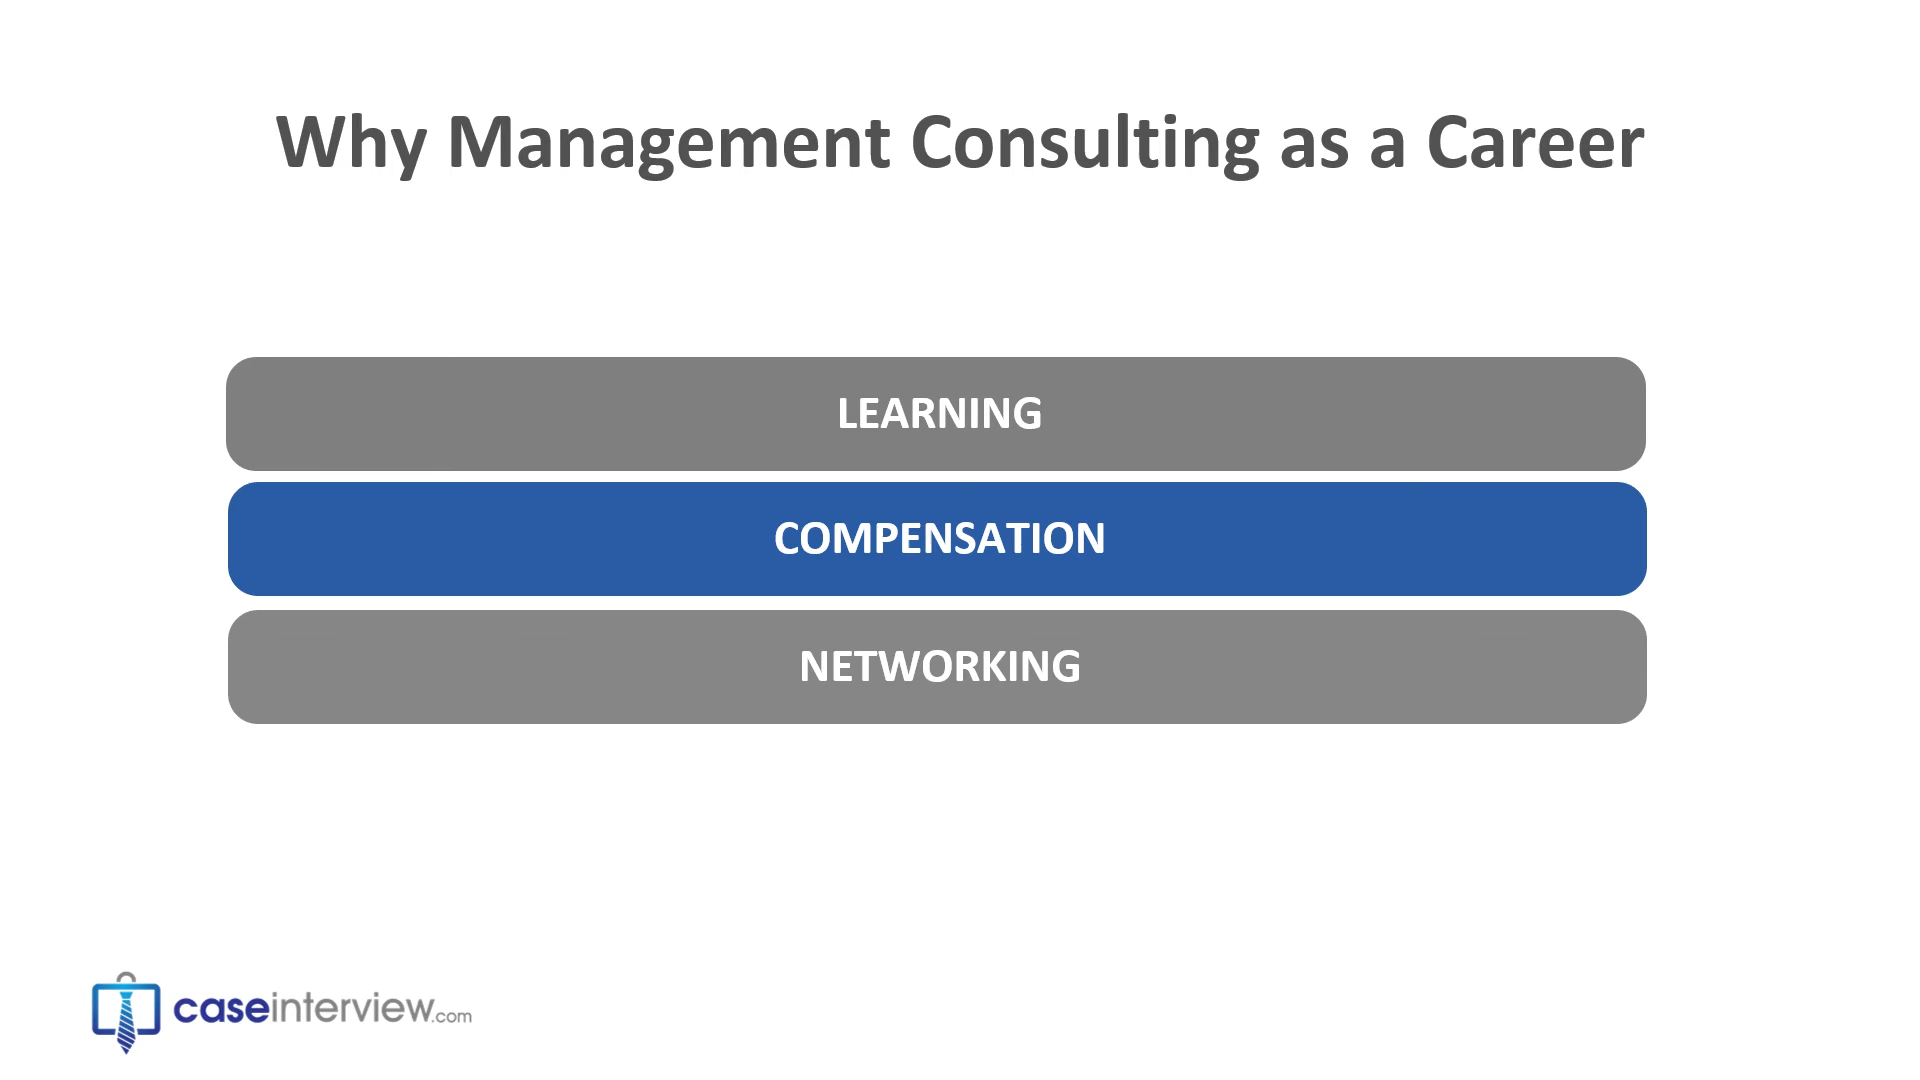 Why Management Consulting as a Career
LEARNING
COMPENSATION
NETWORKING
caseinterview.com